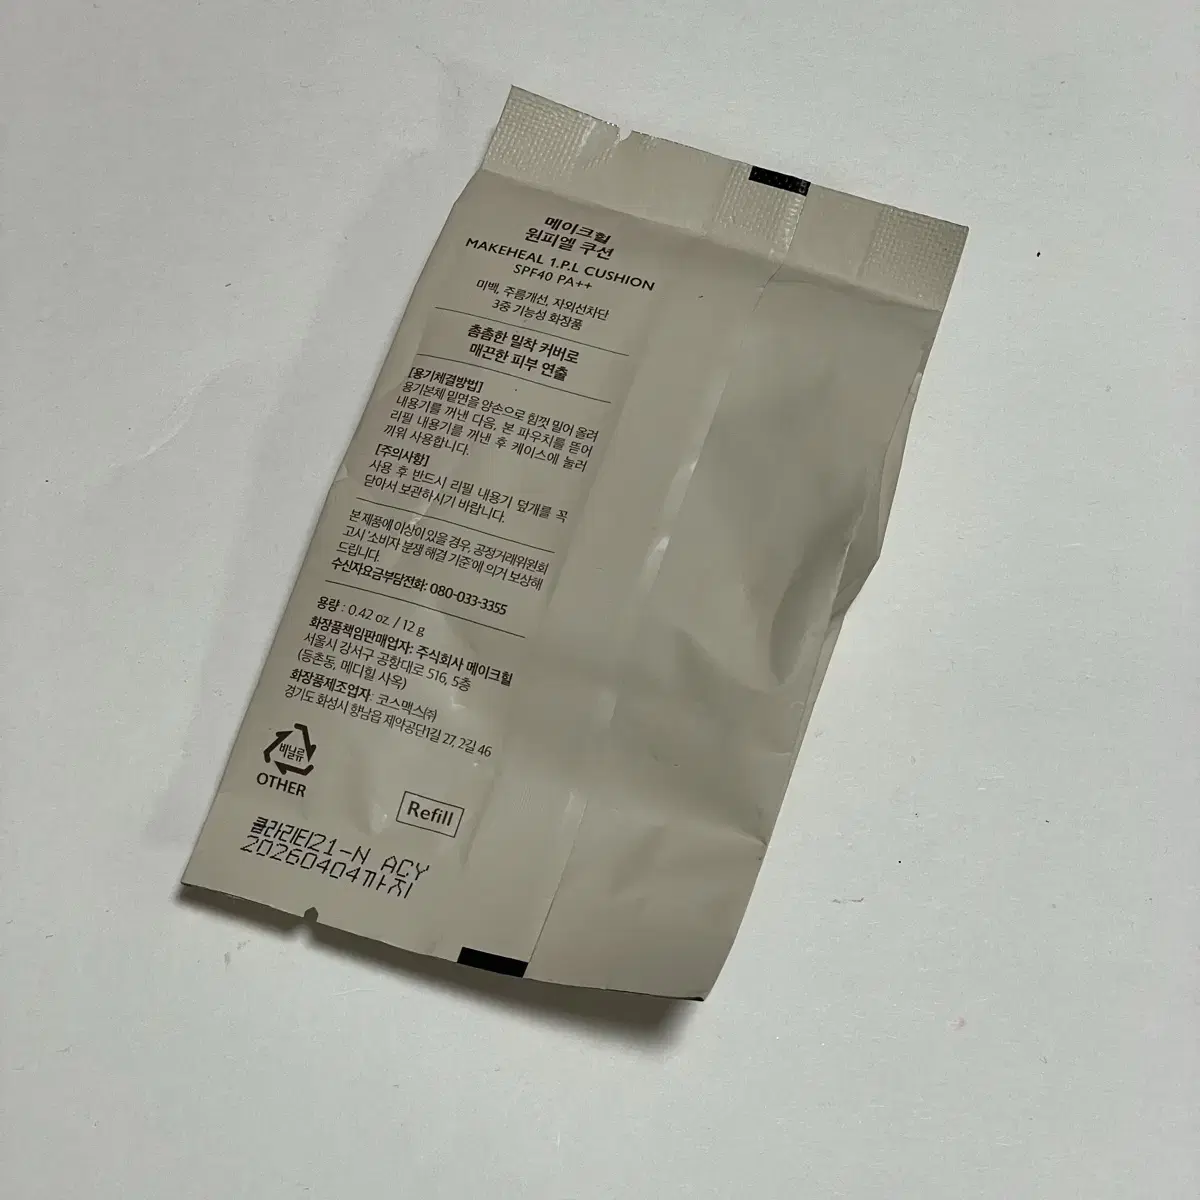 메이크힐
원피엘 쿠션
MAKEHEAL 1.P.L CUSHION
SPF40 PA++
미백, 주름개선, 자외선차단
3중 기능성 화장품
촘촘한 밀착 커버로
매끈한 피부 연출
[용기체결방법]
용기본체 밑면을 양손으로 힘껏 밀어 올려
내용기를 꺼낸 다음, 본 파우치를 뜯어
리필 내용기를 꺼낸 후 케이스에 눌러
끼워 사용합니다.
[주의사항]
사용 후 반드시 리필 내용기 덮개를 꼭
닫아서 보관하시기 바랍니다.
본 제품에 이상이 있을 경우, 공정거래위원회
고시 '소비자 분쟁 해결 기준'에 의거 보상해
드립니다.
수신자요금부담전화: 080-033-3355
용량 : 0.42 oz. / 12 g
화장품책임판매업자: 주식회사 메이크힐
서울시 강서구 공항대로 516, 5층
(등촌동, 메디힐 사옥)
화장품제조업자: 코스맥스㈜
경기도 화성시 향남읍 제약공단1길 27, 2길 46
비닐류
OTHER
Refill
클라리티21-N ACY
20260404까지